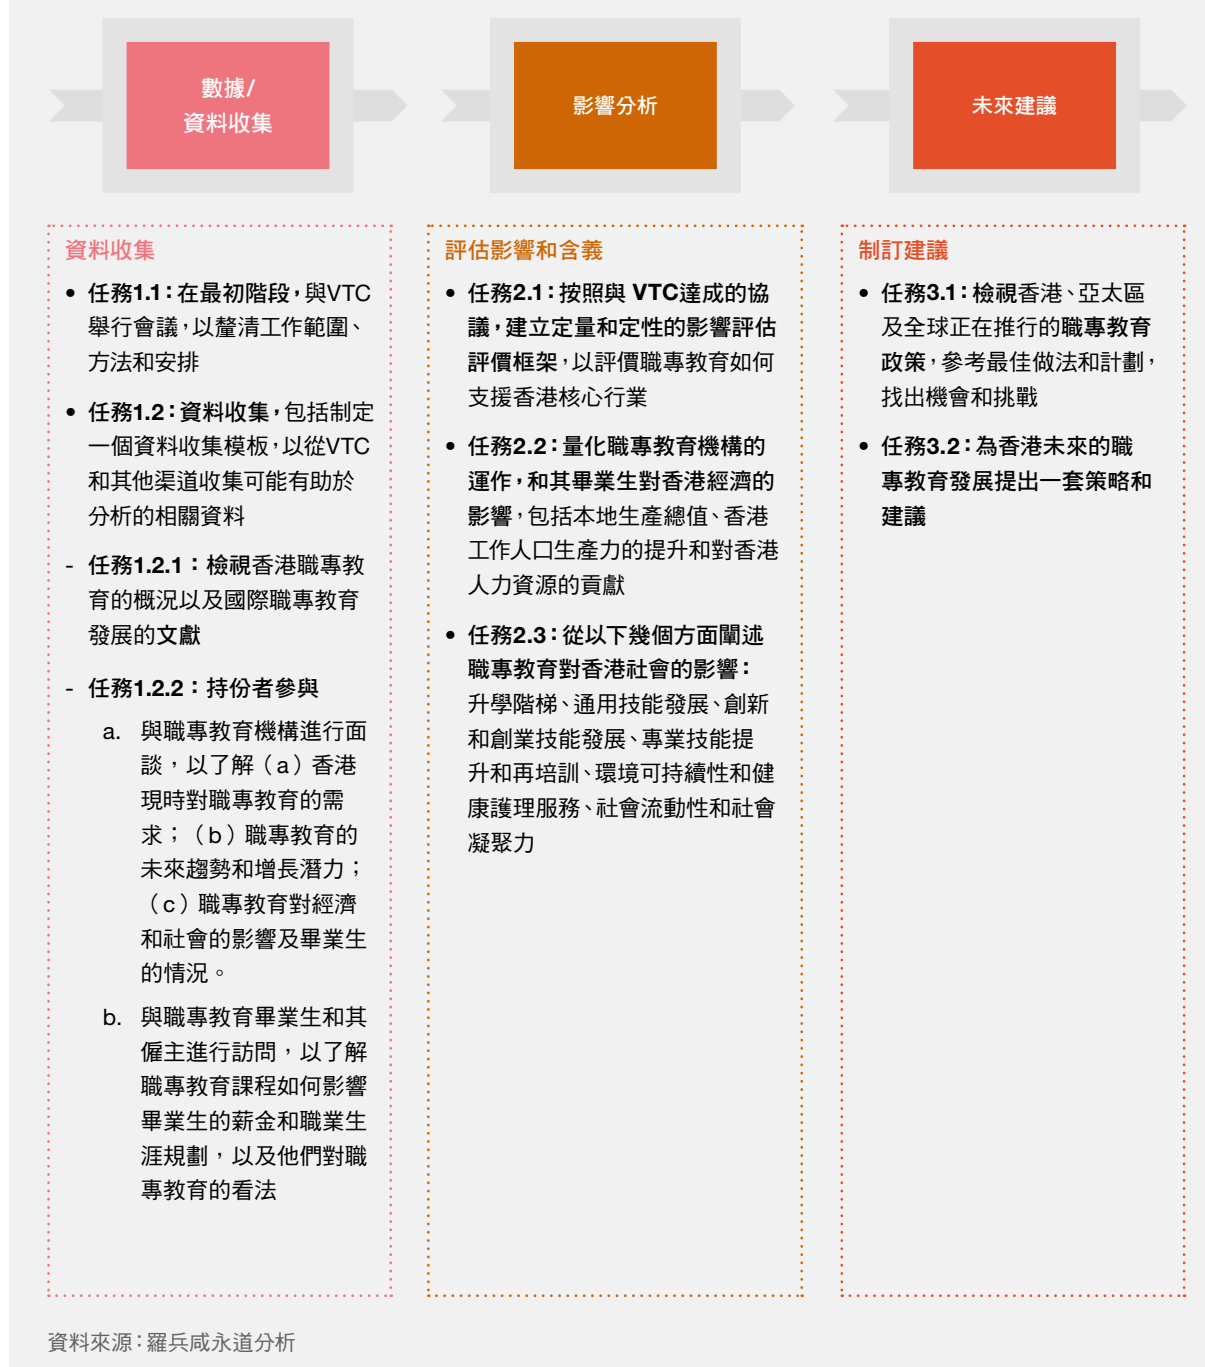 數據/
資料收集
影響分析
未來建議
資料收集
• 任務1.1：在最初階段，與VTC
舉行會議，以釐清工作範圍、
方法和安排
• 任務1.2：資料收集，包括制定
一個資料收集模板，以從VTC
和其他渠道收集可能有助於
分析的相關資料
- 任務1.2.1：檢視香港職專教
育的概況以及國際職專教育
發展的文獻
- 任務1.2.2：持份者參與
a. 與職專教育機構進行面
談，以了解（a）香港
現時對職專教育的需
求；（b）職專教育的
未來趨勢和增長潛力；
（c）職專教育對經濟
和社會的影響及畢業生
的情況。
b. 與職專教育畢業生和其
僱主進行訪問，以了解
職專教育課程如何影響
畢業生的薪金和職業生
涯規劃，以及他們對職
專教育的看法
評估影響和含義
• 任務2.1：按照與 VTC達成的協
議，建立定量和定性的影響評估
評價框架，以評價職專教育如何
支援香港核心行業
• 任務2.2：量化職專教育機構的
運作，和其畢業生對香港經濟的
影響，包括本地生產總值、香港
工作人口生產力的提升和對香港
人力資源的貢獻
• 任務2.3：從以下幾個方面闡述
職專教育對香港社會的影響：
升學階梯、通用技能發展、創新
和創業技能發展、專業技能提
升和再培訓、環境可持續性和健
康護理服務、社會流動性和社會
凝聚力
制訂建議
• 任務3.1：檢視香港、亞太區
及全球正在推行的職專教育
政策，參考最佳做法和計劃，
找出機會和挑戰
• 任務3.2：為香港未來的職
專教育發展提出一套策略和
建議
資料來源：羅兵咸永道分析